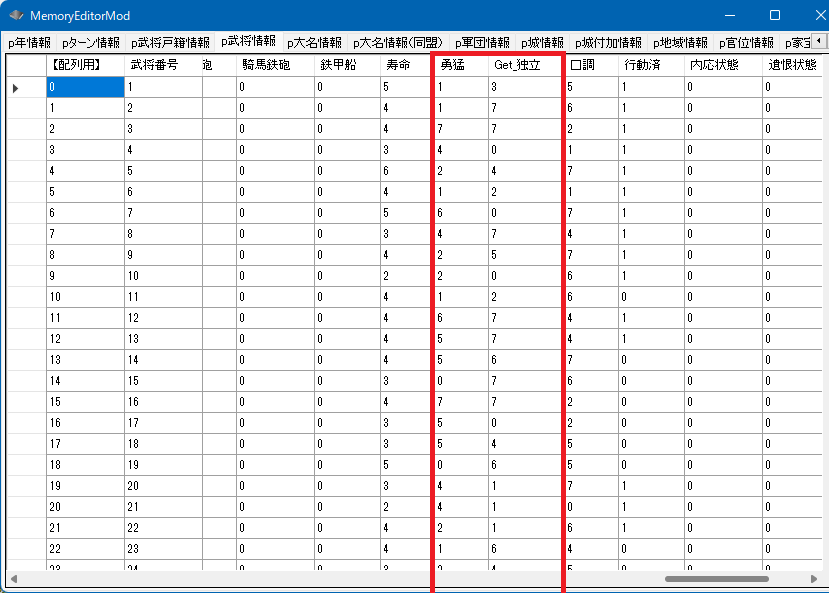 MemoryEditorMod
p年情報 pターン情報 p武将戸籍情報 p武将情報 p大名情報 p大名情報(同盟) p軍団情報 p城情報 p城付加情報 p地域情報 p官位情報 p家宝
【配列用】 武将番号 砲 騎馬鉄砲 鉄甲船 寿命 勇猛 Get_独立 口調 行動済 内応状態 遺恨状態
0 1 0 0 5 1 3 5 1 0 0
1 2 0 0 4 1 7 6 1 0 0
2 3 0 0 4 7 7 2 1 0 0
3 4 0 0 3 4 0 1 1 0 0
4 5 0 0 6 2 4 7 1 0 0
5 6 0 0 4 1 2 1 1 0 0
6 7 0 0 5 6 0 7 1 0 0
7 8 0 0 3 4 7 4 1 0 0
8 9 0 0 4 2 5 7 1 0 0
9 10 0 0 2 2 0 6 1 0 0
10 11 0 0 4 1 2 6 0 0 0
11 12 0 0 4 6 7 4 1 0 0
12 13 0 0 4 5 7 4 1 0 0
13 14 0 0 4 5 6 7 0 0 0
14 15 0 0 3 0 7 6 0 0 0
15 16 0 0 4 7 7 2 0 0 0
16 17 0 0 3 5 0 2 0 0 0
17 18 0 0 3 5 4 5 0 0 0
18 19 0 0 5 0 6 5 0 0 0
19 20 0 0 3 4 1 7 1 0 0
20 21 0 0 2 4 1 0 1 0 0
21 22 0 0 4 2 1 6 1 0 0
22 23 0 0 4 1 6 4 0 0 0
23 24 0 0 3 2 4 5 0 0 0